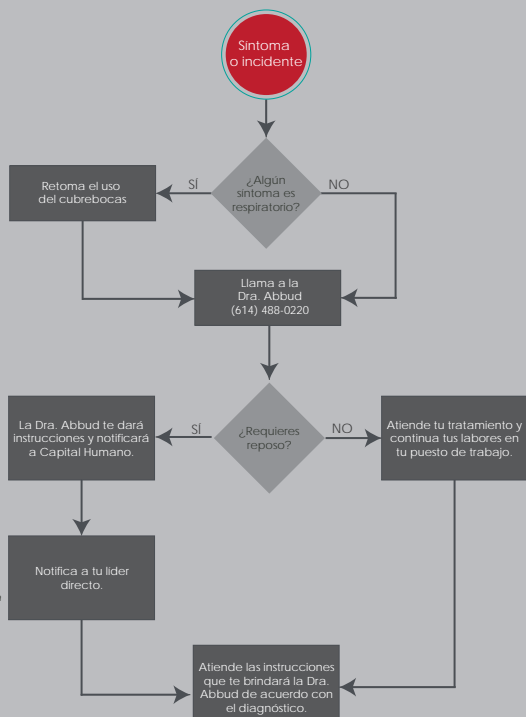 Síntoma
o incidente
¿Algún
síntoma es
respiratorio?
SÍ
NO
Retoma el uso
del cubrebocas
Llama a la
Dra. Abbud
(614) 488-0220
¿Requieres
reposo?
SÍ
NO
La Dra. Abbud te dará
instrucciones y notificará
a Capital Humano.
Atiende tu tratamiento y
continua tus labores en
tu puesto de trabajo.
Notifica a tu líder
directo.
Atiende las instrucciones
que te brindará la Dra.
Abbud de acuerdo con
el diagnóstico.